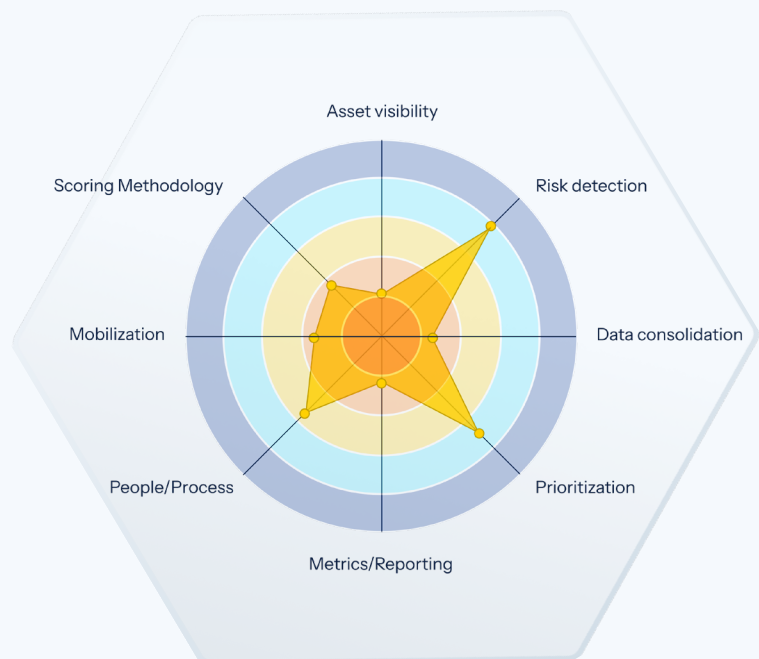 Asset visibility
Scoring Methodology
Risk detection
Mobilization
Data consolidation
People/Process
Prioritization
Metrics/Reporting